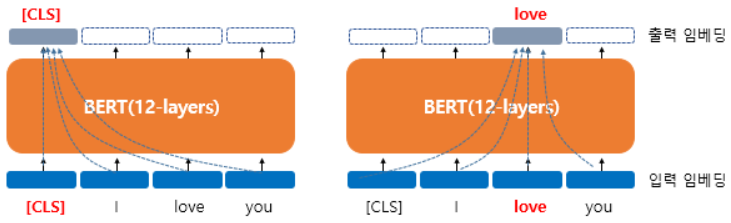 [CLS] love
출력 임베딩
BERT(12-layers) BERT(12-layers)
입력 임베딩
[CLS] I love you [CLS] I love you